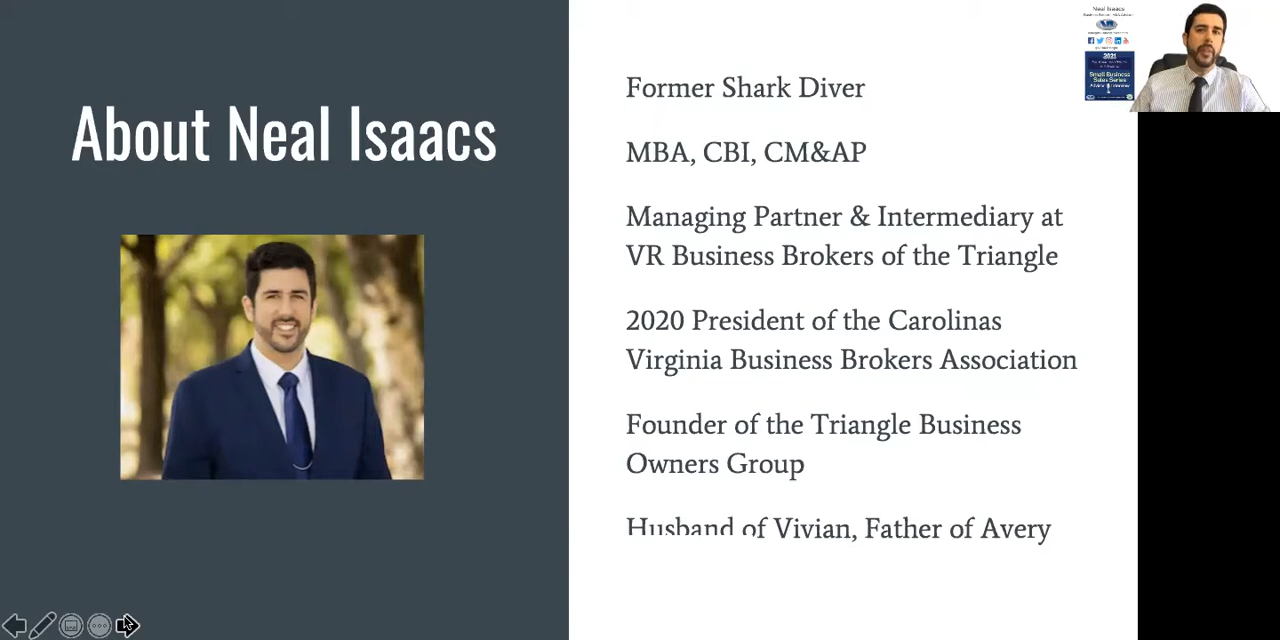 About Neal Isaacs
Former Shark Diver
MBA, CBI, CM&AP
Managing Partner & Intermediary at
VR Business Brokers of the Triangle
2020 President of the Carolinas
Virginia Business Brokers Association
Founder of the Triangle Business
Owners Group
Husband of Vivian, Father of Avery
Neal Isaacs
VR
2021
Small Business
Sales Series